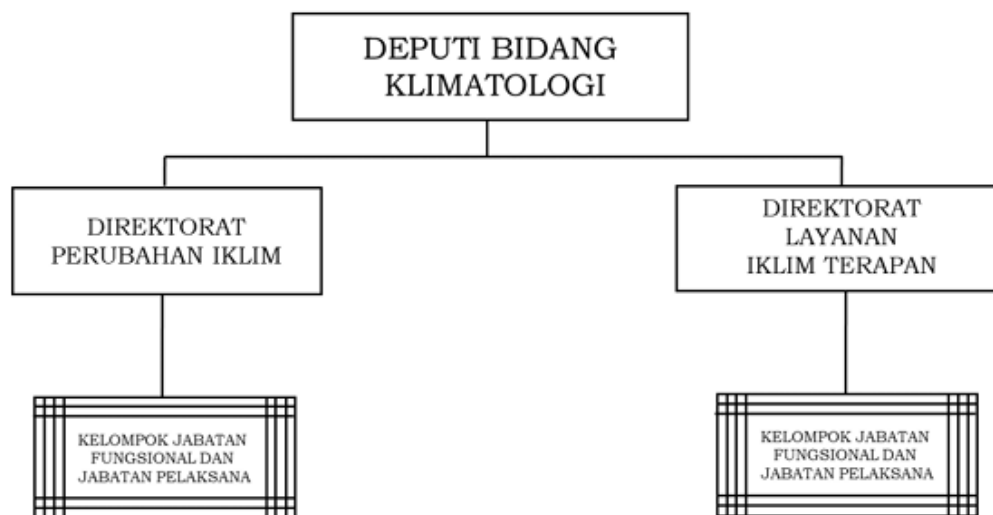 DEPUTI BIDANG
KLIMATOLOGI
DIREKTORAT
PERUBAHAN IKLIM
DIREKTORAT
LAYANAN
IKLIM TERAPAN
KELOMPOK JABATAN
FUNGSIONAL DAN
JABATAN PELAKSANA
KELOMPOK JABATAN
FUNGSIONAL DAN
JABATAN PELAKSANA